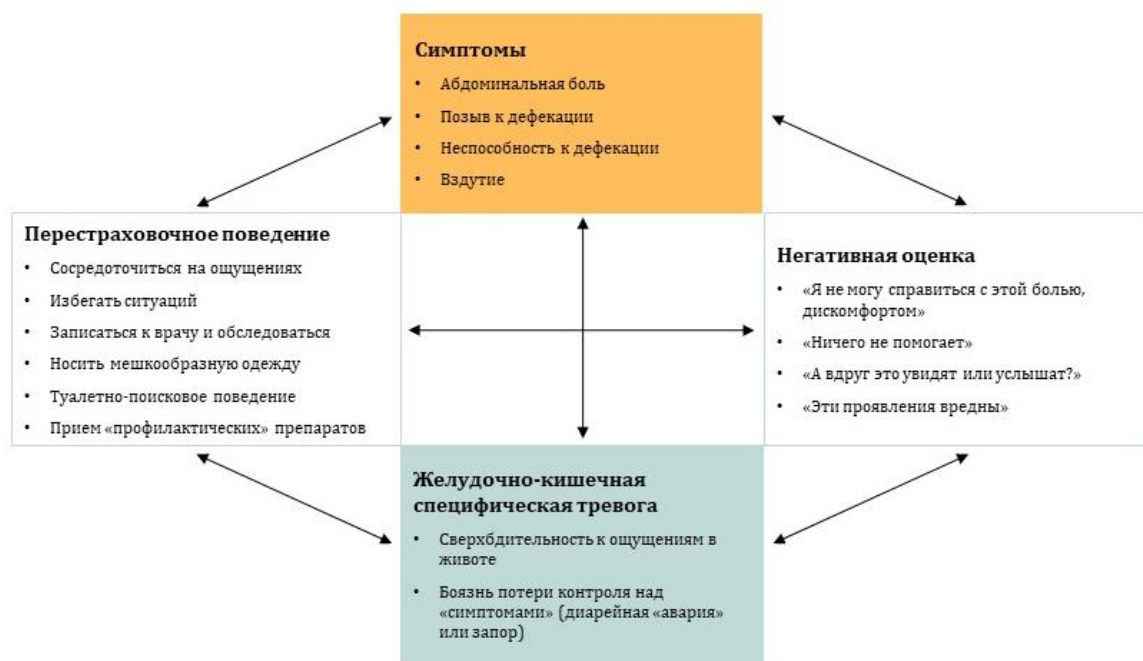 Симптомы
• Абдоминальная боль
• Позыв к дефекации
• Неспособность к дефекации
• Вздутие
Перестраховочное поведение
• Сосредоточиться на ощущениях
• Избегать ситуаций
• Записаться к врачу и обследоваться
• Носить мешкообразную одежду
• Туалетно-поисковое поведение
• Прием «профилактических» препаратов
Негативная оценка
• «Я не могу справиться с этой болью,
дискомфортом»
• «Ничего не помогает»
• «А вдруг это увидят или услышат?»
• «Эти проявления вредны»
Желудочно-кишечная
специфическая тревога
• Сверхбдительность к ощущениям в
животе
• Боязнь потери контроля над
«симптомами» (диарейная «авария»
или запор)